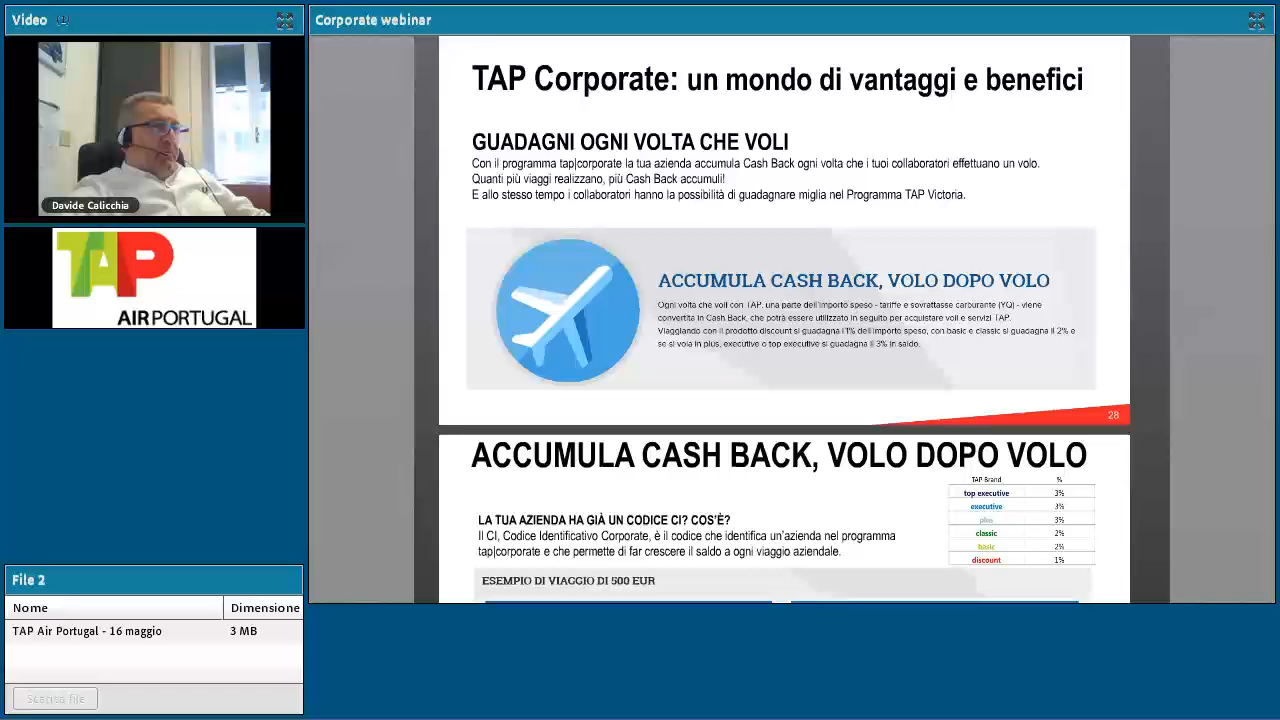 Video (1)
Davide Calicchia
TAP
AIRPORTUGAL
File 2
Nome Dimensione
TAP Air Portugal - 16 maggio 3 MB
Scarica file
Corporate webinar
TAP Corporate: un mondo di vantaggi e benefici
GUADAGNI OGNI VOLTA CHE VOLI
Con il programma tap|corporate la tua azienda accumula Cash Back ogni volta che i tuoi collaboratori effettuano un volo.
Quanti più viaggi realizzano, più Cash Back accumuli!
E allo stesso tempo i collaboratori hanno la possibilità di guadagnare miglia nel Programma TAP Victoria.
ACCUMULA CASH BACK, VOLO DOPO VOLO
Ogni volta che voli con TAP, una parte dell'importo speso - tariffe e sovrattasse carburante (YQ) - viene
convertita in Cash Back, che potrà essere utilizzato in seguito per acquistare voli e servizi TAP.
Viaggiando con il prodotto discount si guadagna l'1% dell'importo speso, con basic e classic si guadagna il 2% e
se si vola in plus, executive o top executive si guadagna il 3% in saldo.
28
ACCUMULA CASH BACK, VOLO DOPO VOLO
TAP Brand %
top executive 3%
executive 3%
plus 3%
classic 2%
basic 2%
discount 1%
LA TUA AZIENDA HA GIÀ UN CODICE CI? COS'È?
Il CI, Codice Identificativo Corporate, è il codice che identifica un'azienda nel programma
tap|corporate e che permette di far crescere il saldo a ogni viaggio aziendale.
ESEMPIO DI VIAGGIO DI 500 EUR